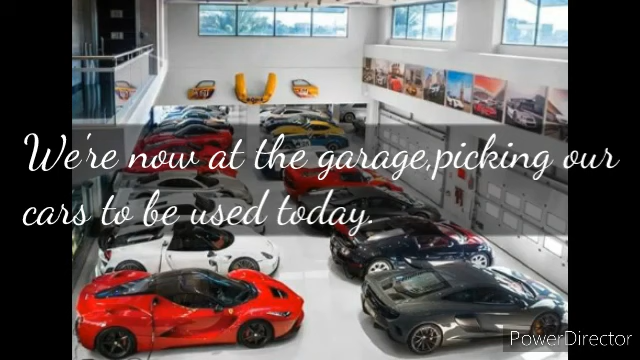 We're now at the garage,picking our
cars to be used today.
PowerDirector